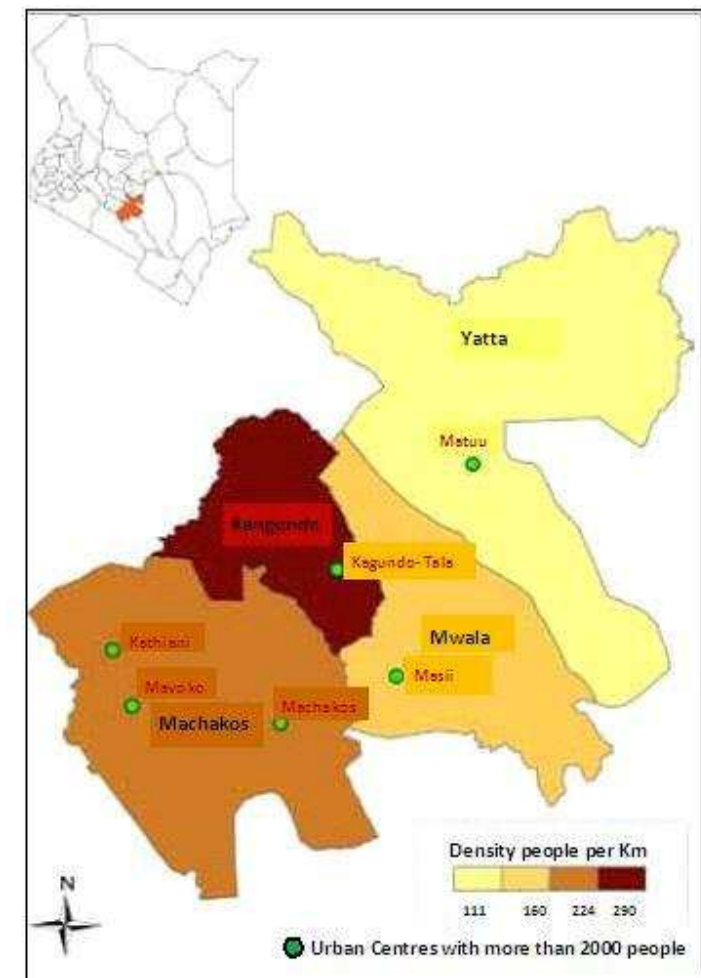 Yatta
Matuu
Kangundo
Kagundo- Tala
Kathiani
Mwala
Masii
Mavoko
Machakos
Machakos
Density people per Km
111 160 224 290
N
Urban Centres with more than 2000 people